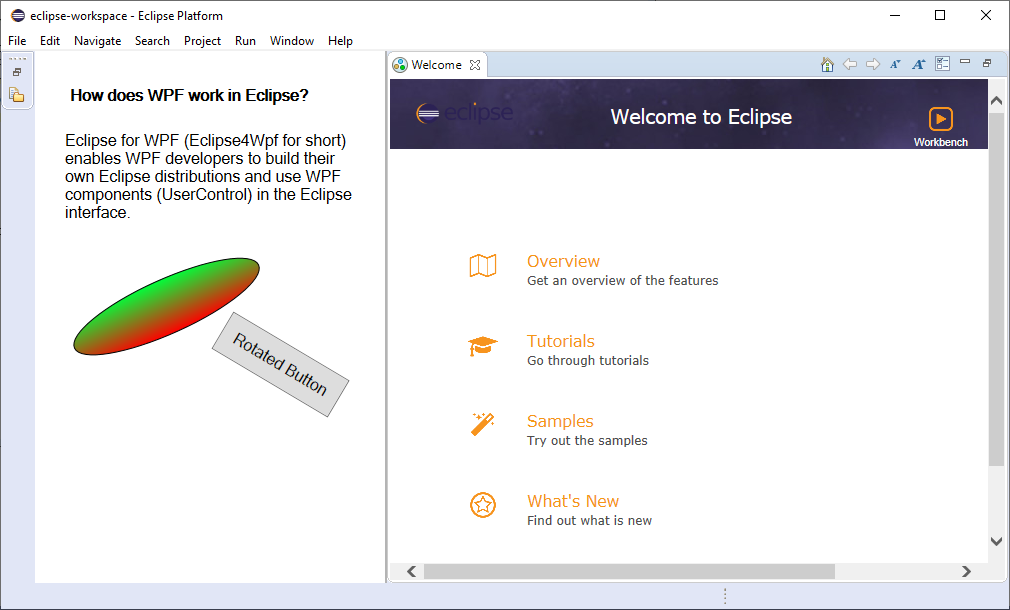 eclipse-workspace - Eclipse Platform
File Edit Navigate Search Project Run Window Help
How does WPF work in Eclipse?
Eclipse for WPF (Eclipse4Wpf for short)
enables WPF developers to build their
own Eclipse distributions and use WPF
components (UserControl) in the Eclipse
interface.
Rotated Button
Welcome
A A
eclipse
Welcome to Eclipse
Workbench
Overview
Get an overview of the features
Tutorials
Go through tutorials
Samples
Try out the samples
What's New
Find out what is new